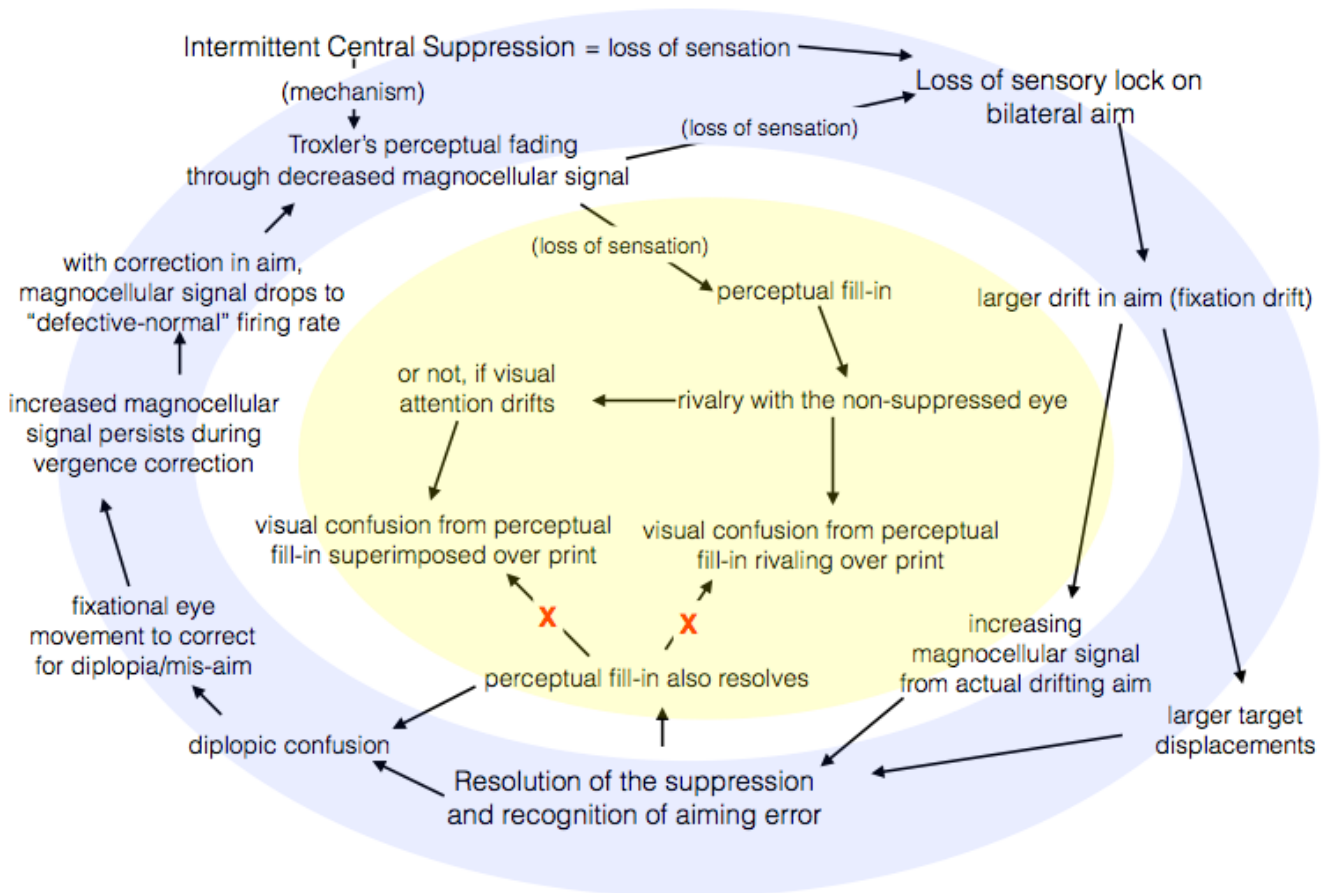 Intermittent Central Suppression = loss of sensation
(mechanism)
Troxler's perceptual fading
through decreased magnocellular signal
(loss of sensation)
Loss of sensory lock on
bilateral aim
(loss of sensation)
perceptual fill-in
larger drift in aim (fixation drift)
with correction in aim,
magnocellular signal drops to
“defective-normal” firing rate
or not, if visual
attention drifts
rivalry with the non-suppressed eye
increased magnocellular
signal persists during
vergence correction
visual confusion from perceptual
fill-in superimposed over print
visual confusion from perceptual
fill-in rivaling over print
X
X
fixational eye
movement to correct
for diplopia/mis-aim
increasing
magnocellular signal
from actual drifting aim
perceptual fill-in also resolves
larger target
displacements
diplopic confusion
Resolution of the suppression
and recognition of aiming error